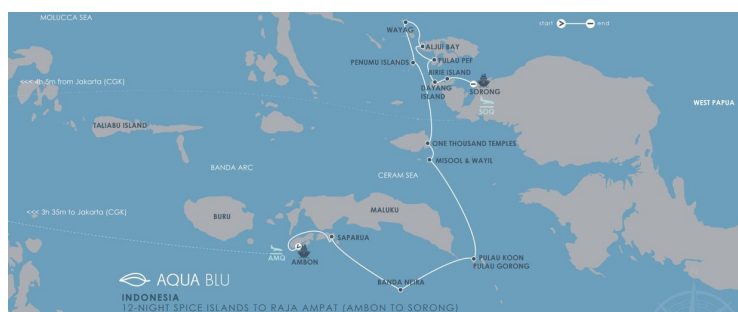 MOLUCCA SEA
start
end
WAYAG
ALJUI BAY
PULAU PEF
PENUMU ISLANDS
RIRIE ISLAND
DAYANG
ISLAND
SORONG
SOQ
<<< 4h 5m from Jakarta (CGK)
WEST PAPUA
TALIABU ISLAND
ONE THOUSAND TEMPLES
MISOOL & WAYIL
BANDA ARC
CERAM SEA
<<< 3h 35m to Jakarta (CGK)
BURU
MALUKU
SAPARUA
AMQ
AMBON
PULAU KOON
PULAU GORONG
BANDA NEIRA
AQUA BLU
INDONESIA
12-NIGHT SPICE ISLANDS TO RAJA AMPAT (AMBON TO SORONG)